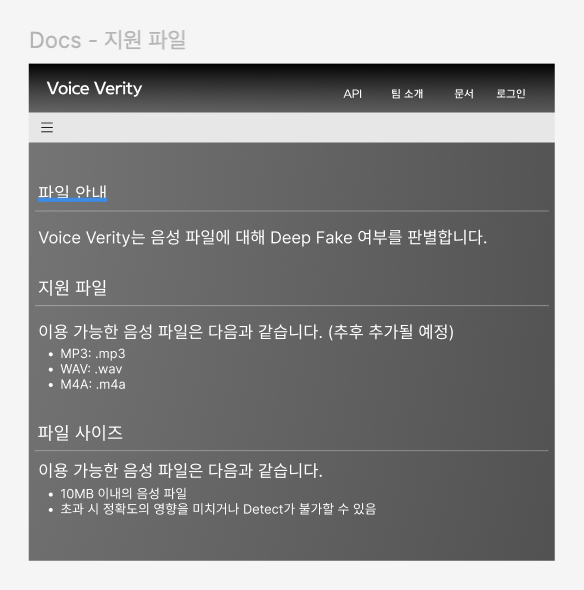 Docs - 지원 파일
Voice Verity
API 팀 소개 문서 로그인
파일 안내
Voice Verity는 음성 파일에 대해 Deep Fake 여부를 판별합니다.
지원 파일
이용 가능한 음성 파일은 다음과 같습니다. (추후 추가될 예정)
• MP3: .mp3
• WAV: .wav
• M4A: .m4a
파일 사이즈
이용 가능한 음성 파일은 다음과 같습니다.
• 10MB 이내의 음성 파일
• 초과 시 정확도의 영향을 미치거나 Detect가 불가할 수 있음